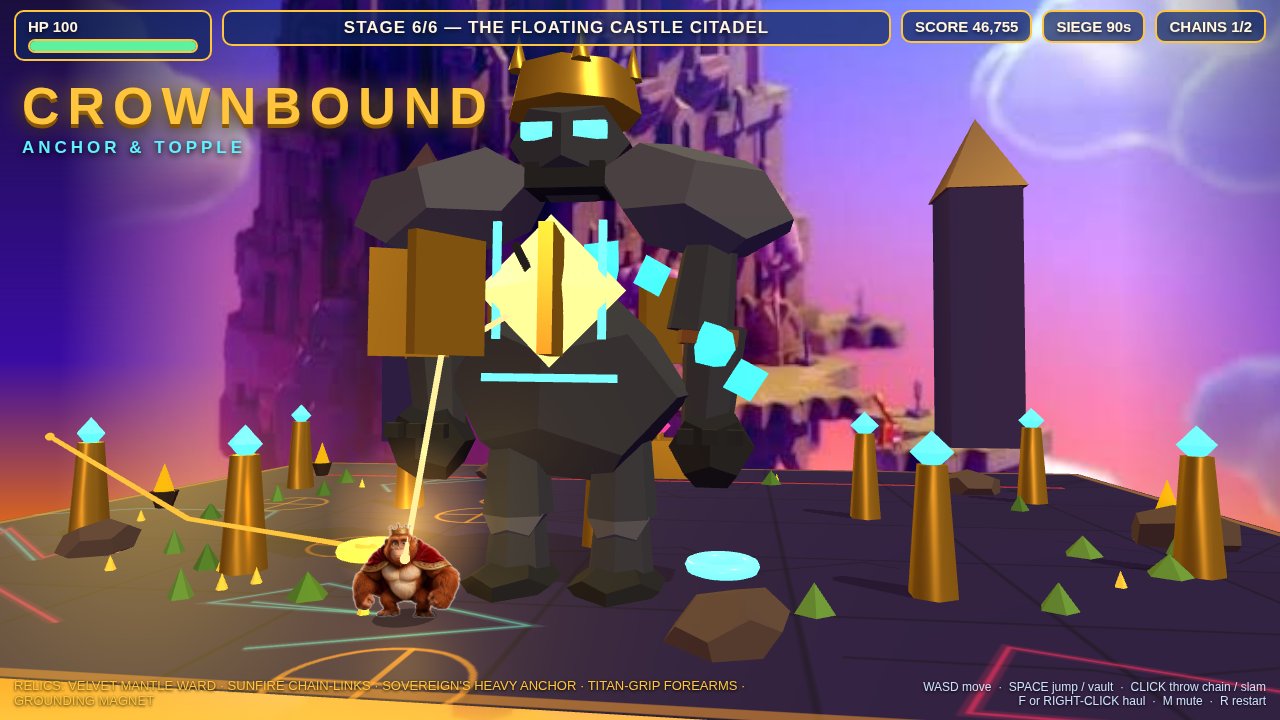 HP 100
STAGE 6/6 — THE FLOATING CASTLE CITADEL
SCORE 46,755
SIEGE 90s
CHAINS 1/2
CROWNBOUND
ANCHOR & TOPPLE
RELICS: VELVET MANTLE WARD · SUNFIRE CHAIN-LINKS · SOVEREIGN'S HEAVY ANCHOR · TITAN-GRIP FOREARMS ·
GROUNDING MAGNET
WASD move · SPACE jump / vault · CLICK throw chain / slam
F or RIGHT-CLICK haul · M mute · R restart